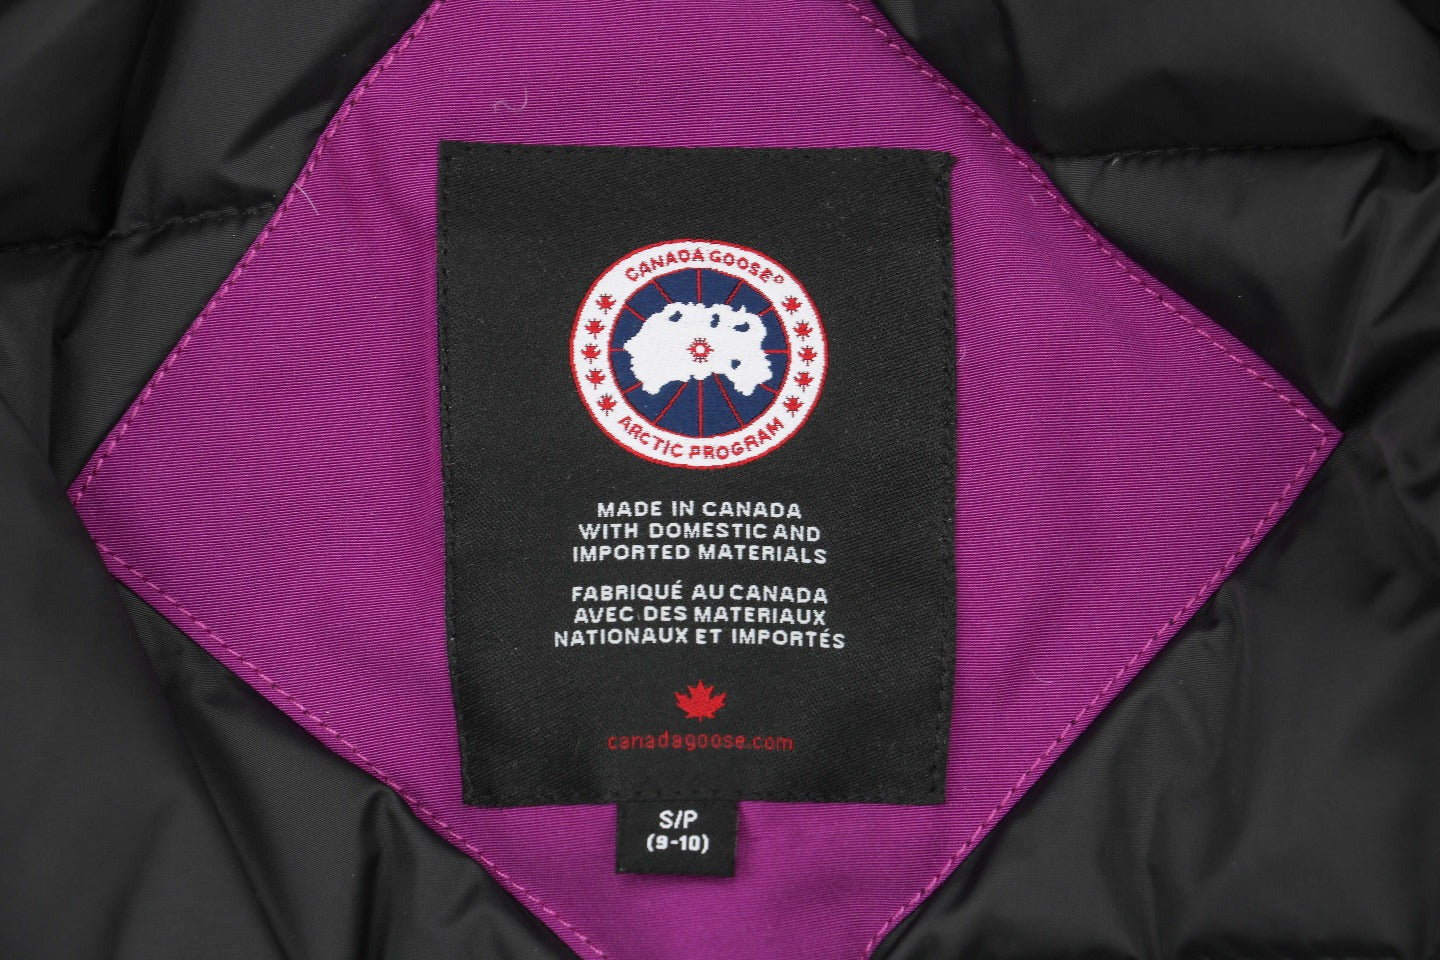 CANADA GOOSE®
ARCTIC PROGRAM
MADE IN CANADA
WITH DOMESTIC AND
IMPORTED MATERIALS
FABRIQUÉ AU CANADA
AVEC DES MATERIAUX
NATIONAUX ET IMPORTÉS
canadagoose.com
S/P
(9-10)